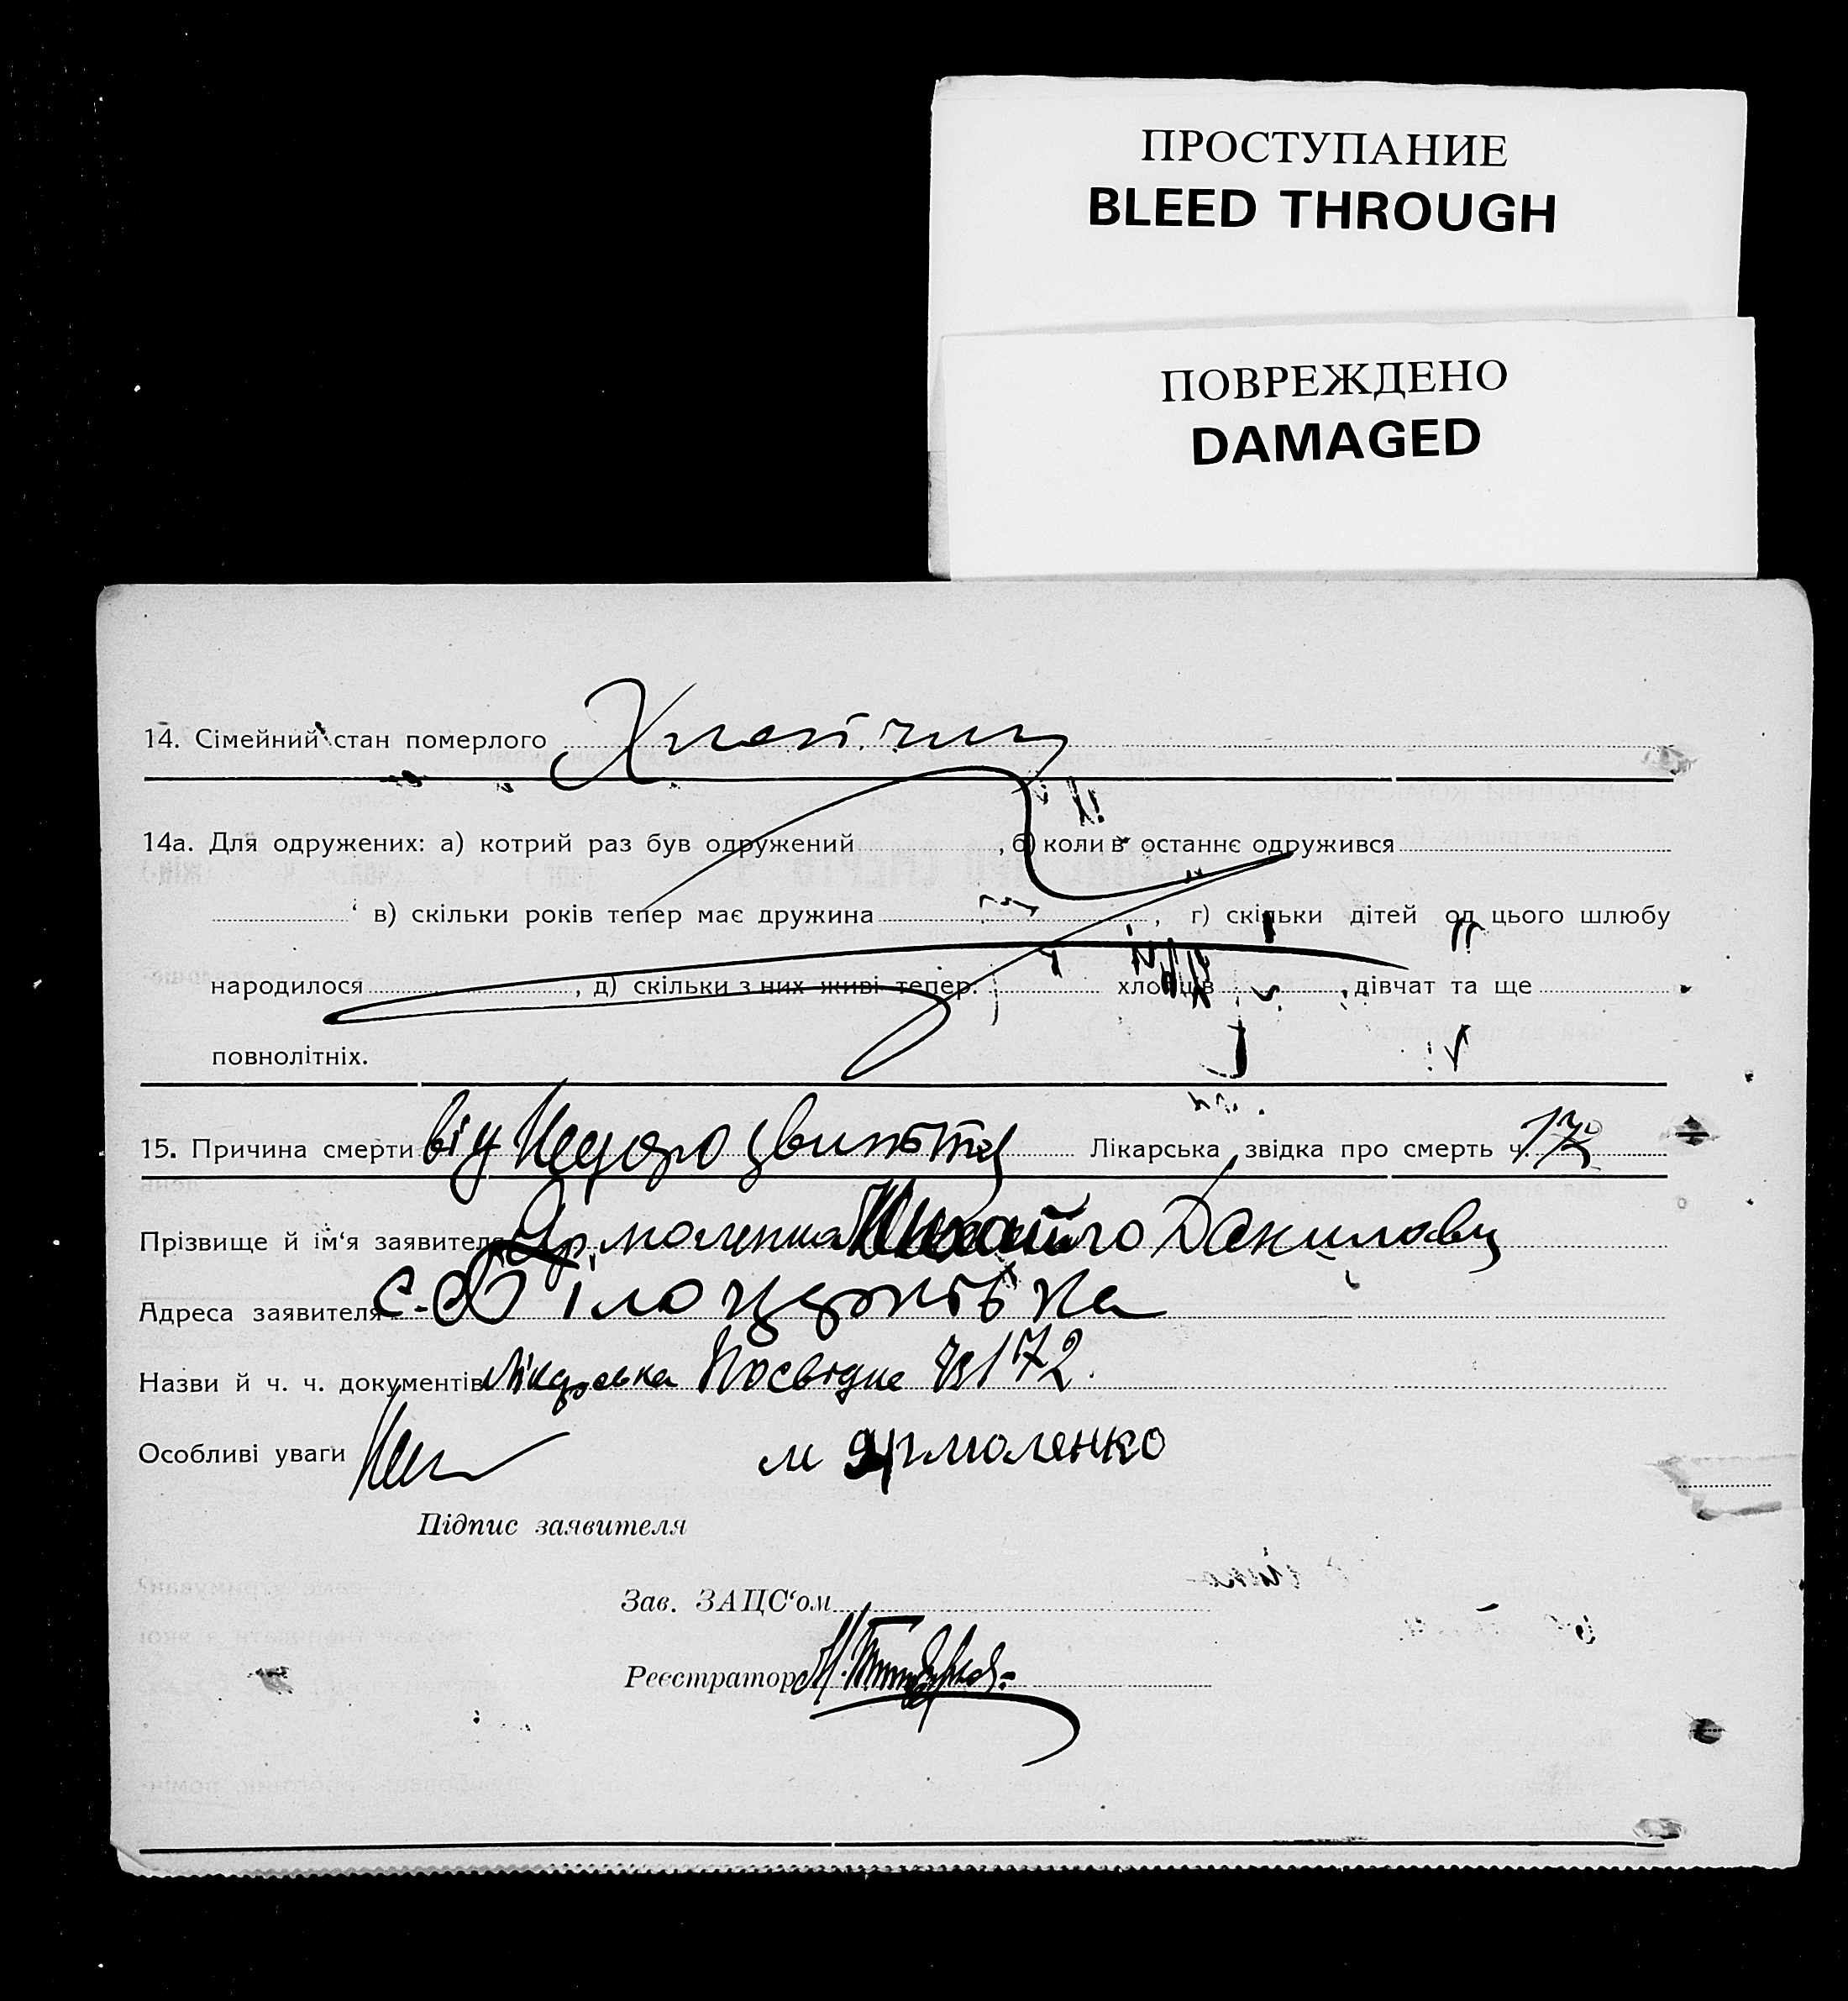 ПРОСТУПАНИЕ
BLEED THROUGH
ПОВРЕЖДЕНО
DAMAGED
14. Сімейний стан померлого
14а. Для одружених: а) котрий раз був одружений , б) коли в останнє одружився
в) скільки років тепер має дружина , г) скільки дітей од цього шлюбу
народилося , д) скільки з них живі тепер. хлопців , дівчат та ще
повнолітніх.
15. Причина смерти від Лікарська звідка про смерть ч. 172
Прізвище й ім‘я заявителя Данилови
Адреса заявителя с. Білоцерківка
Назви й ч. ч. документів Лікарська Посвідка № 172.
Особливі уваги м Ярмоленко
Підпис заявителя
Зав. ЗАЦС‘ом
Реєстратор